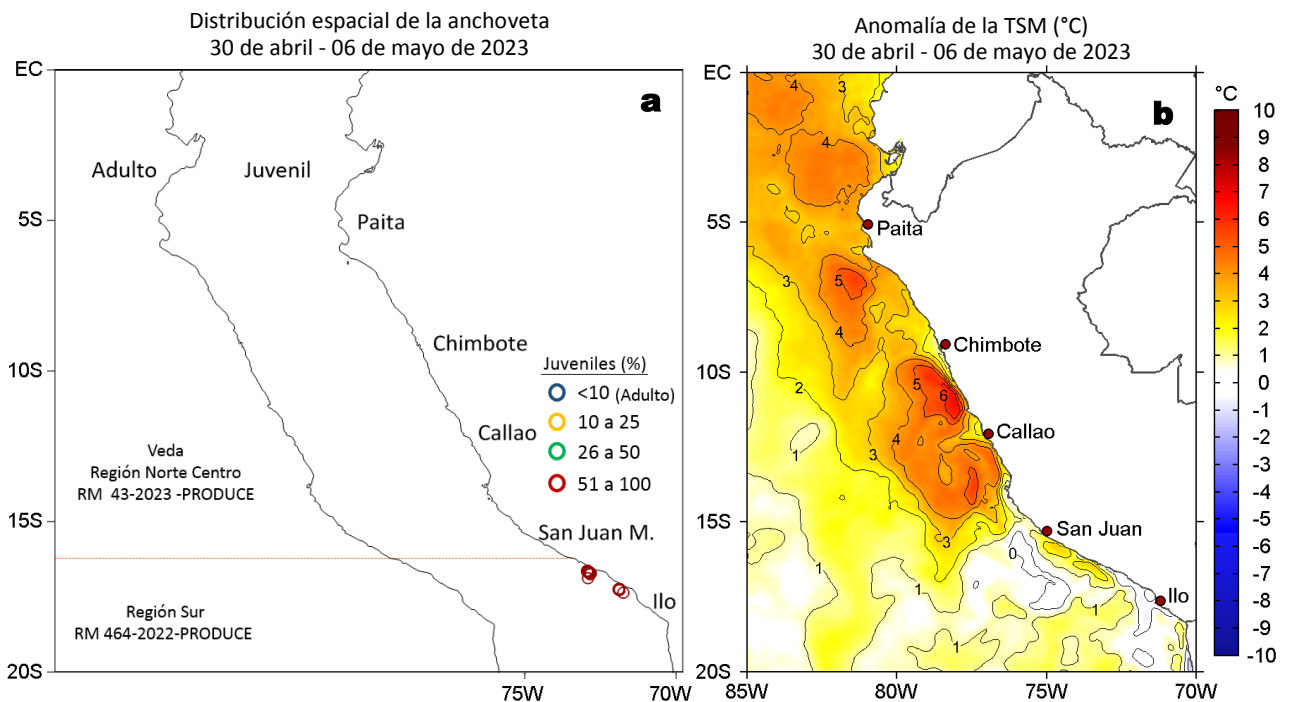 Distribución espacial de la anchoveta
30 de abril - 06 de mayo de 2023
EC
a
Adulto
Juvenil
5S
Paita
Chimbote
Juveniles (%)
<10 (Adulto)
10 a 25
26 a 50
51 a 100
10S
Callao
Veda
Región Norte Centro
RM 43-2023 -PRODUCE
15S
San Juan M.
Ilo
Región Sur
RM 464-2022-PRODUCE
20S
75W
70W
Anomalía de la TSM (°C)
30 de abril - 06 de mayo de 2023
EC
b
4
3
4
5S
Paita
3
5
4
Chimbote
10S
2
5
6
Callao
4
1
3
15S
San Juan
3
0
1
1
Ilo
1
1
20S
85W
80W
75W
70W
°C
10
9
8
7
6
5
4
3
2
1
0
-1
-2
-3
-4
-5
-6
-7
-8
-9
-10